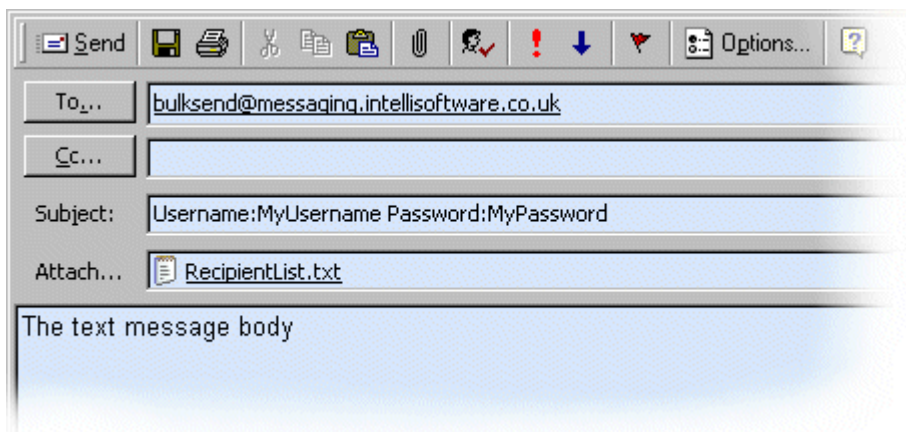 Send Options...
To... bulksend@messaging.intellisoftware.co.uk
Cc...
Subject: Username:MyUsername Password:MyPassword
Attach... RecipientList.txt
The text message body